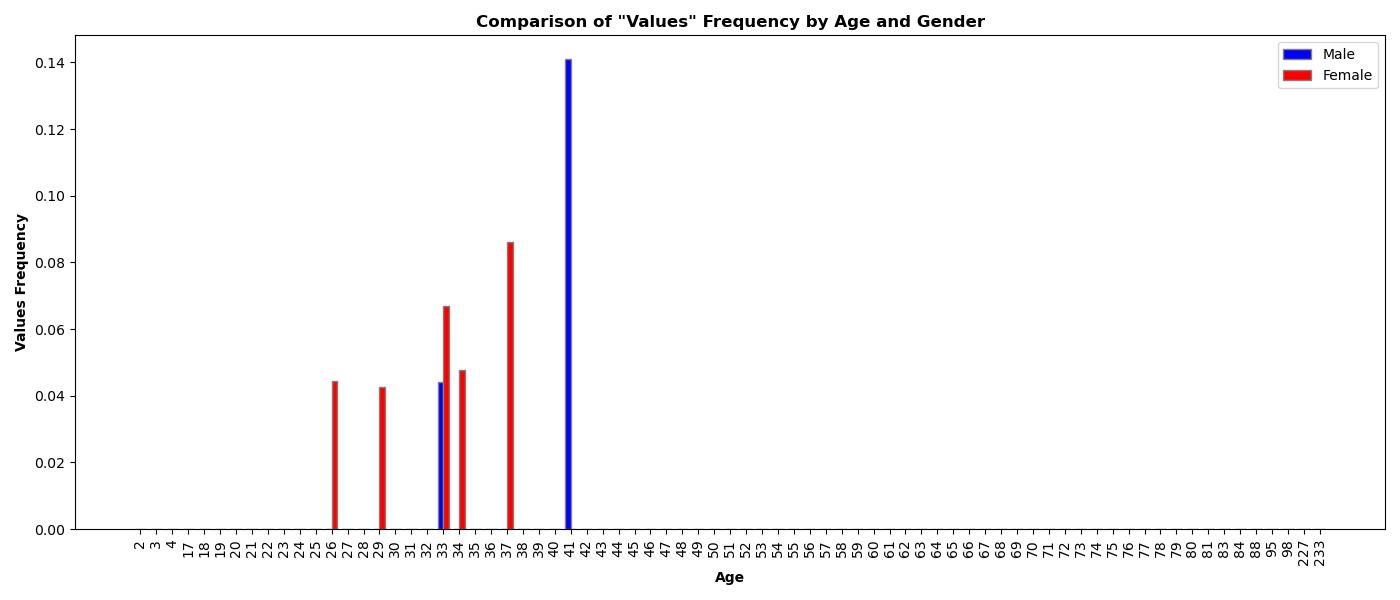 Comparison of "Values" Frequency by Age and Gender
Male
Female
0.14
0.12
0.10
0.08
0.06
0.04
0.02
0.00
Values Frequency
2 3 4 17 18 19 20 21 22 23 24 25 26 27 28 29 30 31 32 33 34 35 36 37 38 39 40 41 42 43 44 45 46 47 48 49 50 51 52 53 54 55 56 57 58 59 60 61 62 63 64 65 66 67 68 69 70 71 72 73 74 75 76 77 78 79 80 81 83 84 88 95 98 227 233
Age